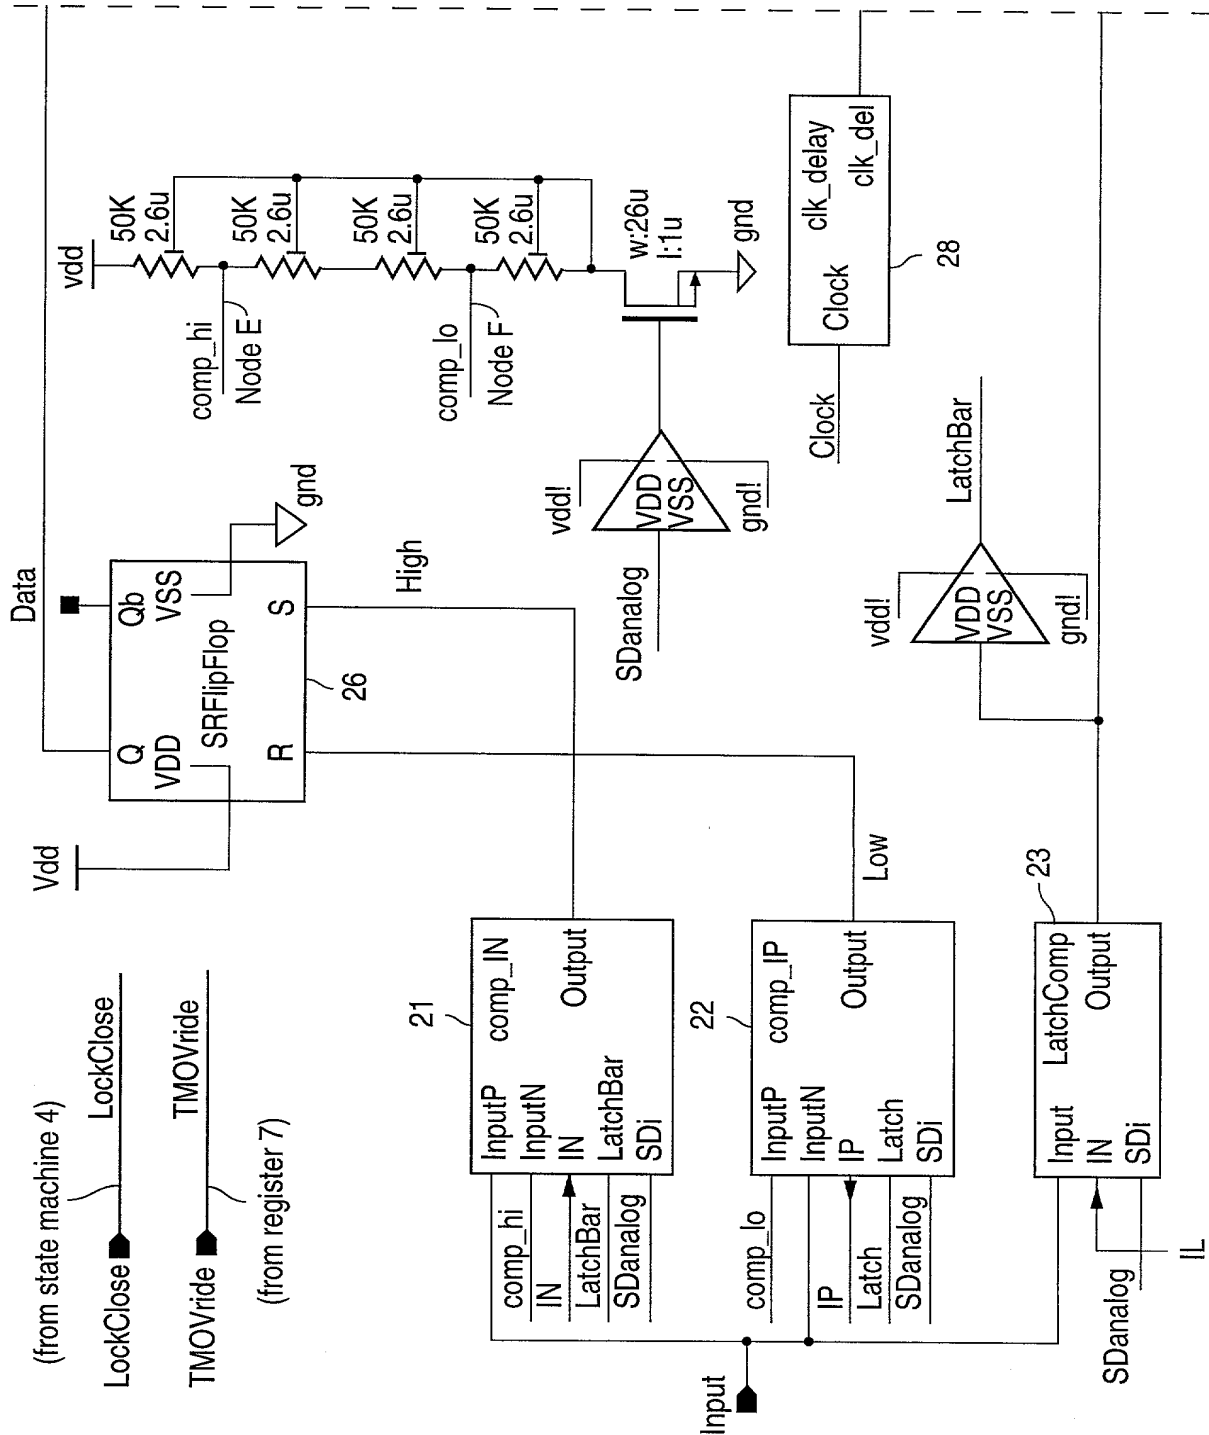 (from state machine 4)
LockClose
LockClose
TMOVride
TMOVride
(from register 7)
Vdd
Data
Q
Qb
VDD
VSS
SRFlipFlop
R
S
26
gnd
High
Low
vdd
50K
2.6u
50K
2.6u
50K
2.6u
50K
2.6u
comp_hi
Node E
comp_lo
Node F
w:26u
l:1u
gnd
vdd!
VDD
VSS
gnd!
SDanalog
Clock
Clock
clk_delay
clk_del
28
21
comp_IN
InputP
InputN
IN
LatchBar
SDi
Output
comp_hi
IN
LatchBar
SDanalog
22
comp_IP
InputP
InputN
IP
Latch
SDi
Output
comp_lo
IP
Latch
SDanalog
Input
23
LatchComp
Input
IN
SDi
Output
SDanalog
IL
vdd!
VDD
VSS
gnd!
LatchBar